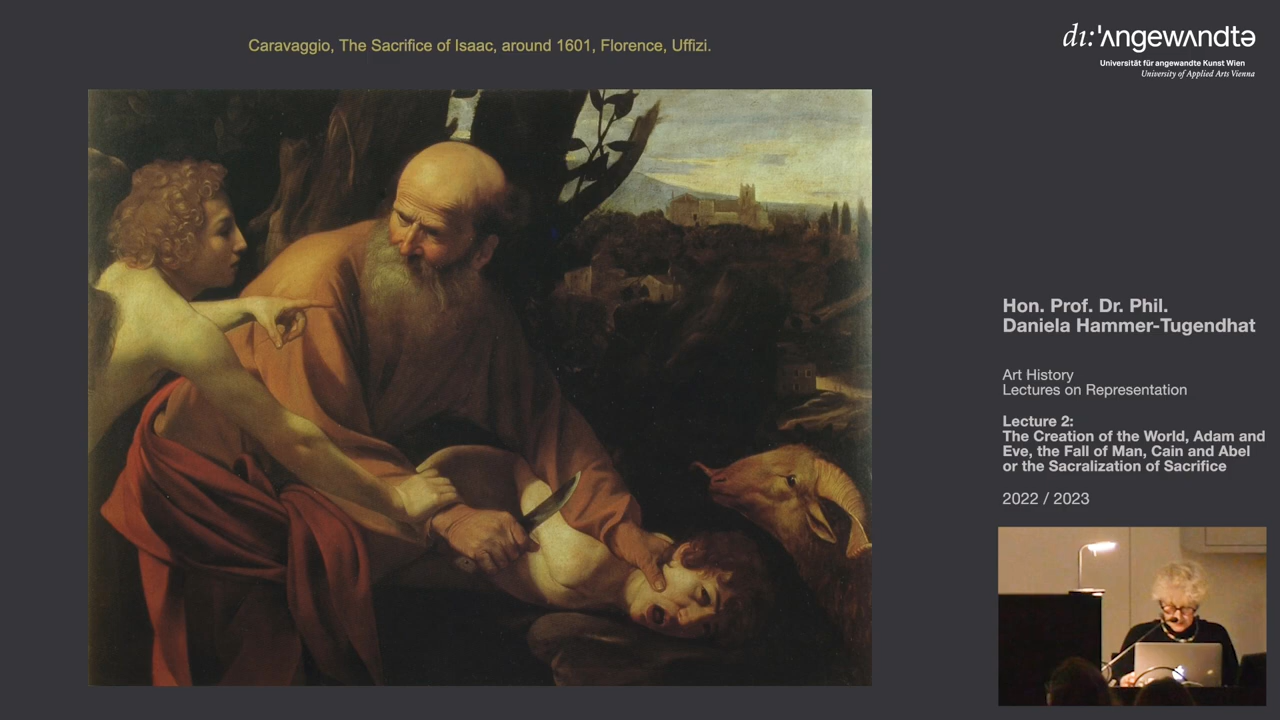 Caravaggio, The Sacrifice of Isaac, around 1601, Florence, Uffizi.
dı:'ʌngewʌndtə
Universität für angewandte Kunst Wien
University of Applied Arts Vienna
Hon. Prof. Dr. Phil.
Daniela Hammer-Tugendhat
Art History
Lectures on Representation
Lecture 2:
The Creation of the World, Adam and
Eve, the Fall of Man, Cain and Abel
or the Sacralization of Sacrifice
2022 / 2023